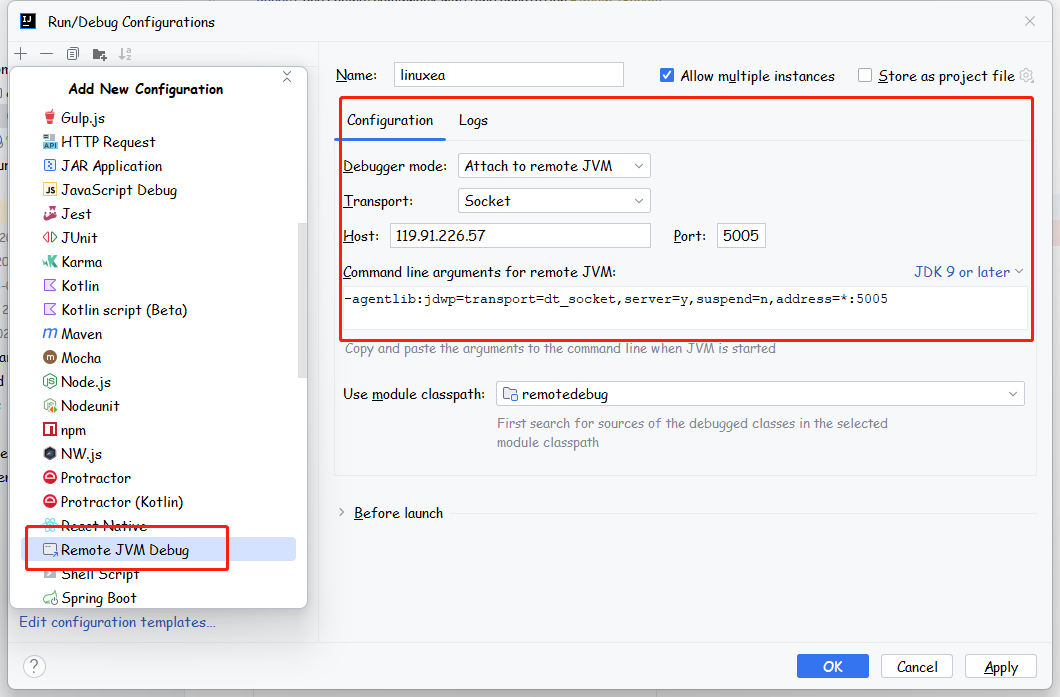 Run/Debug Configurations
Add New Configuration
Gulp.js
HTTP Request
JAR Application
JavaScript Debug
Jest
JUnit
Karma
Kotlin
Kotlin script (Beta)
Maven
Mocha
Node.js
Nodeunit
npm
NW.js
Protractor
Protractor (Kotlin)
React Native
Remote JVM Debug
Shell Script
Spring Boot
Edit configuration templates...
Name: linuxea
Allow multiple instances
Store as project file
Configuration Logs
Debugger mode: Attach to remote JVM
Transport: Socket
Host: 119.91.226.57 Port: 5005
Command line arguments for remote JVM: JDK 9 or later
-agentlib:jdwp=transport=dt_socket,server=y,suspend=n,address=*:5005
Copy and paste the arguments to the command line when JVM is started
Use module classpath: remotedebug
First search for sources of the debugged classes in the selected
module classpath
Before launch
? OK Cancel Apply